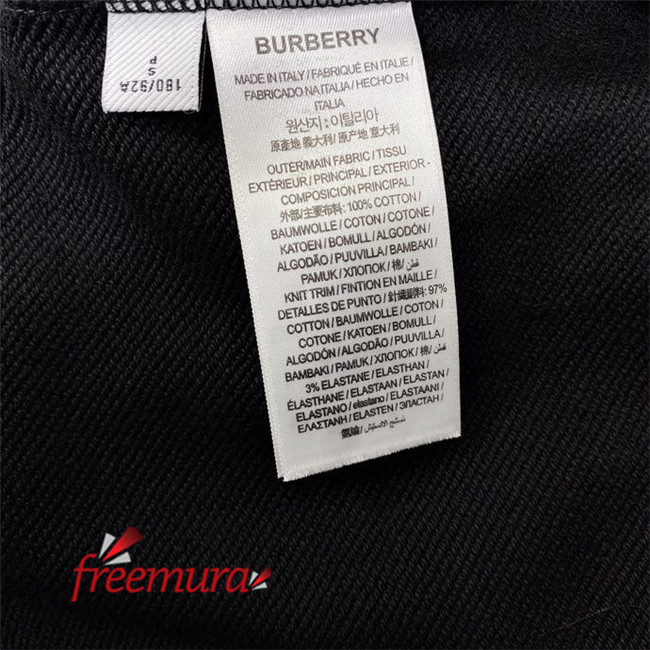 180/92A
S
P
BURBERRY
MADE IN ITALY / FABRIQUÉ EN ITALIE /
FABRICADO NA ITALIA / HECHO EN
ITALIA
원산지 : 이탈리아
原產地 義大利 / 原产地 意大利
OUTER/MAIN FABRIC / TISSU
EXTÉRIEUR / PRINCIPAL / EXTERIOR -
COMPOSICION PRINCIPAL /
外部/主要布料: 100% COTTON /
BAUMWOLLE / COTON / COTONE /
KATOEN / BOMULL / ALGODÓN /
ALGODÃO / PUUVILLA / BAMBAKI /
PAMUK / ХЛОПОК / 棉 / قطن
KNIT TRIM / FINTION EN MAILLE /
DETALLES DE PUNTO / 針織副料: 97%
COTTON / BAUMWOLLE / COTON /
COTONE / KATOEN / BOMULL /
ALGODÓN / ALGODÃO / PUUVILLA /
BAMBAKI / PAMUK / ХЛОПОК / 棉 / قطن
3% ELASTANE / ELASTHAN /
ÉLASTHANE / ELASTAAN / ELASTAN /
ELASTANO / elastano / ELASTAANI /
ΕΛΑΣΤΑΝΗ / ELASTEN / ЭПАСТАН /
氨綸 /
freemura